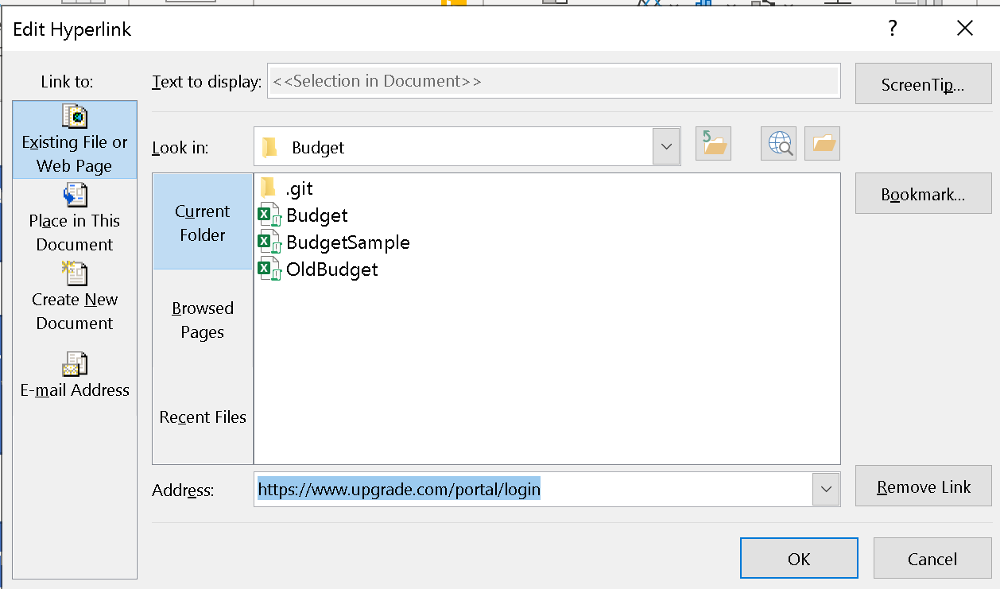 Edit Hyperlink
?
Link to:
Text to display:
<<Selection in Document>>
ScreenTip...
Existing File or
Web Page
Look in:
Budget
Place in This
Document
Create New
Document
E-mail Address
Current
Folder
Browsed
Pages
Recent Files
.git
Budget
BudgetSample
OldBudget
Bookmark...
Address:
https://www.upgrade.com/portal/login
Remove Link
OK
Cancel